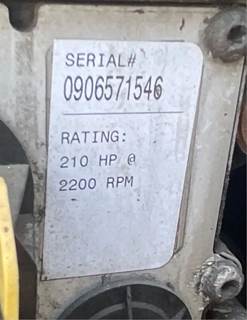 SERIAL#
0906571546
RATING:
210 HP @
2200 RPM